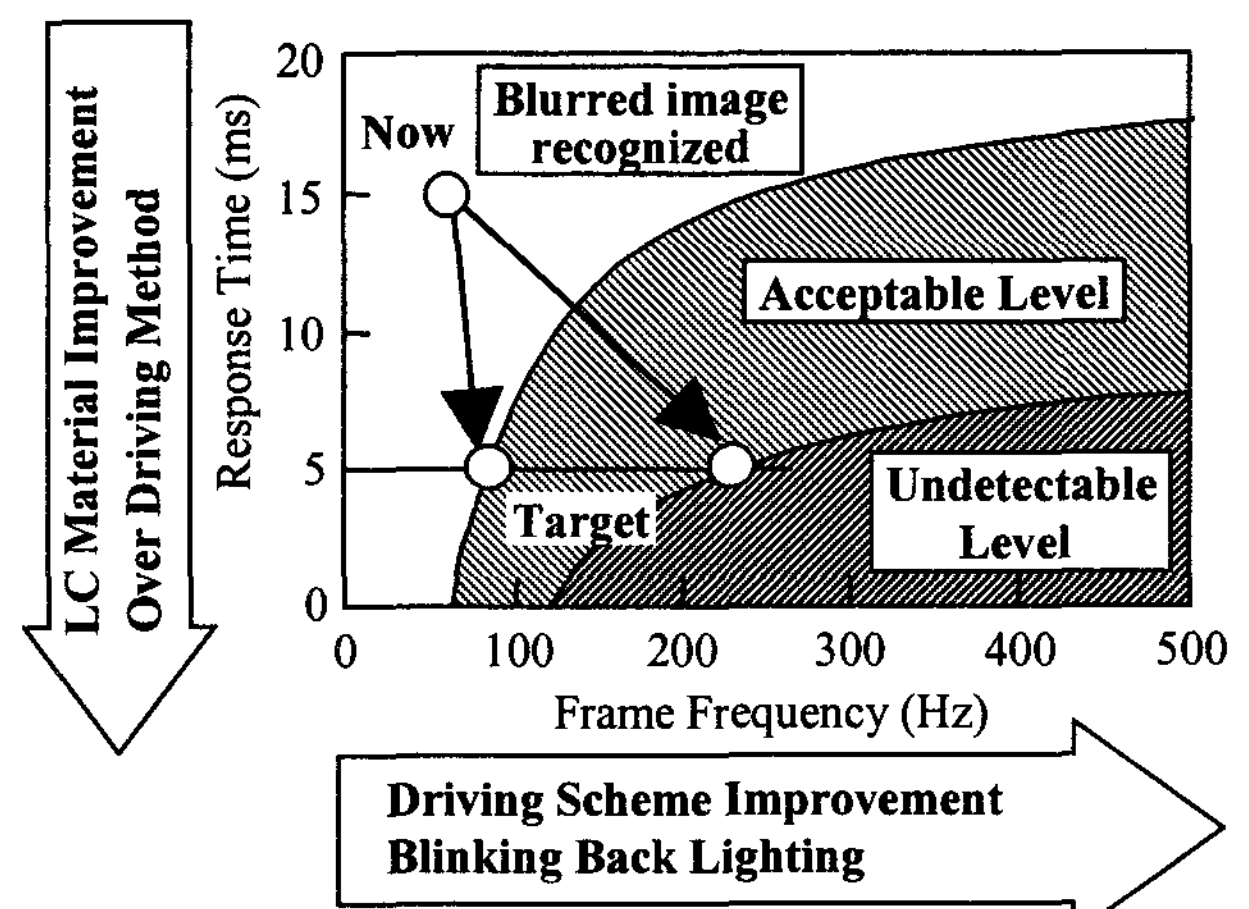 LC Material Improvement
Over Driving Method
Response Time (ms)
20
15
10
5
0
Now
Blurred image
recognized
Acceptable Level
Target
Undetectable
Level
0
100
200
300
400
500
Frame Frequency (Hz)
Driving Scheme Improvement
Blinking Back Lighting